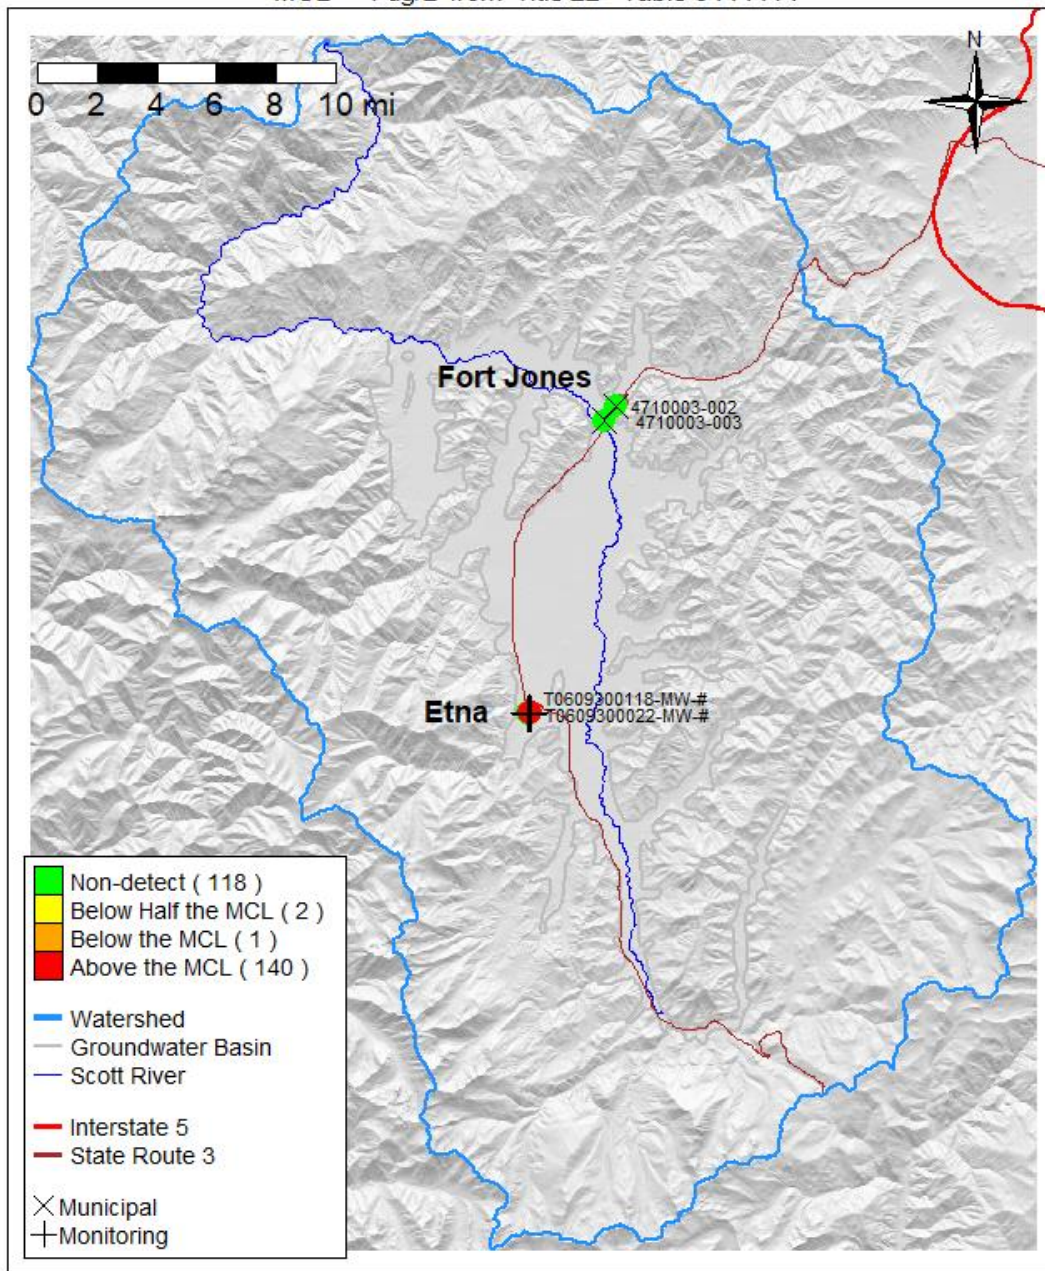 N
0 2 4 6 8 10 mi
Fort Jones
4710003-002
4710003-003
Etna
T0609300118-MW-#
T0609300022-MW-#
Non-detect ( 118 )
Below Half the MCL ( 2 )
Below the MCL ( 1 )
Above the MCL ( 140 )
Watershed
Groundwater Basin
Scott River
Interstate 5
State Route 3
Municipal
Monitoring